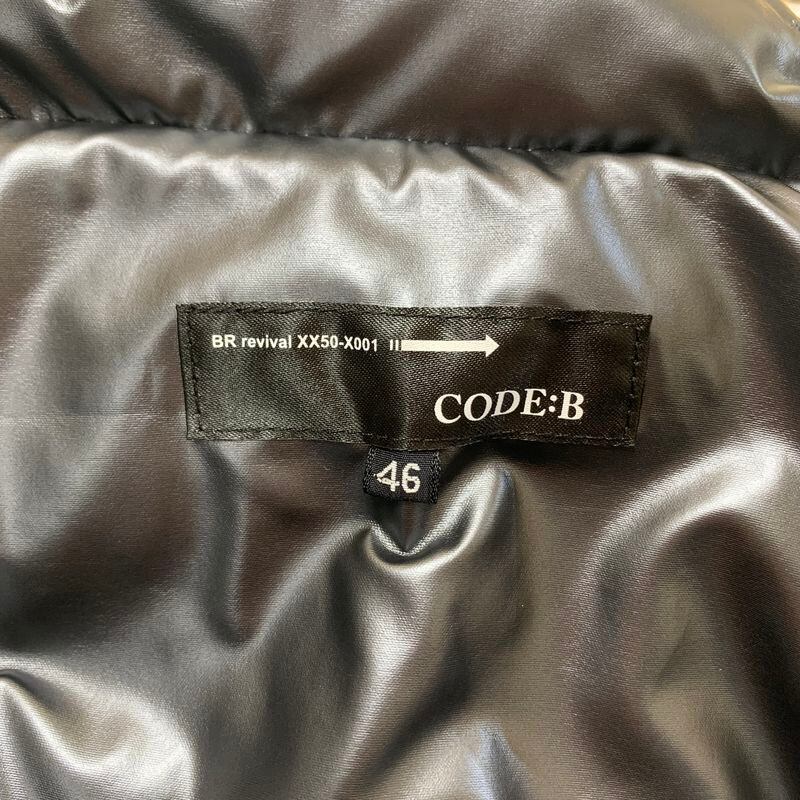 BR revival XX50-X001
CODE:B
46